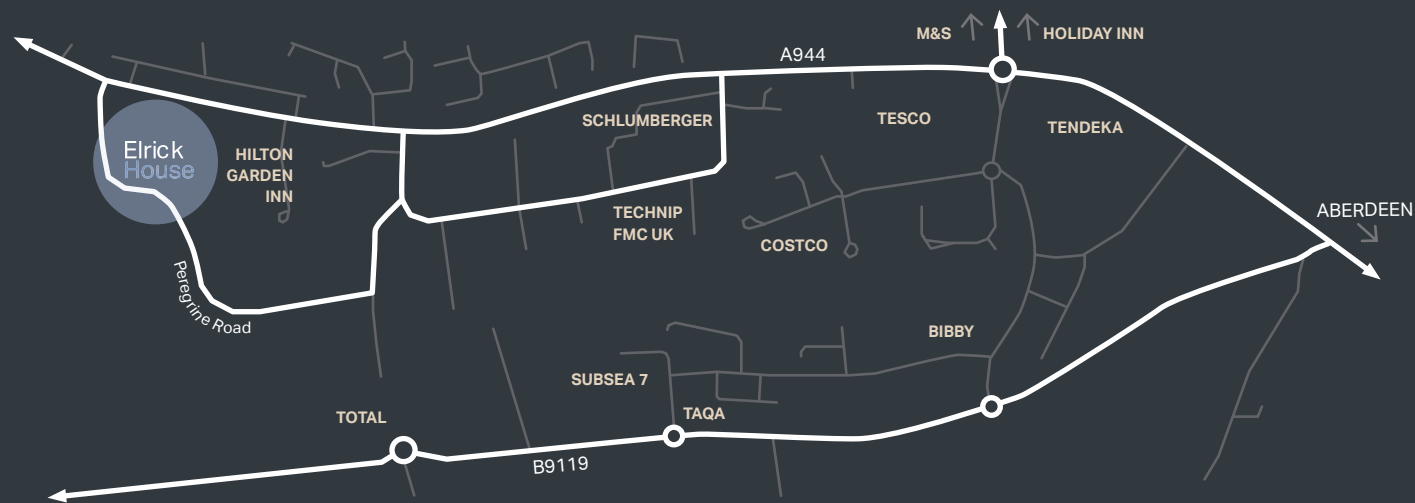 M&S
HOLIDAY INN
A944
SCHLUMBERGER
TESCO
TENDEKA
Elrick
House
HILTON
GARDEN
INN
TECHNIP
FMC UK
COSTCO
ABERDEEN
Peregrine Road
BIBBY
SUBSEA 7
TOTAL
TAQA
B9119